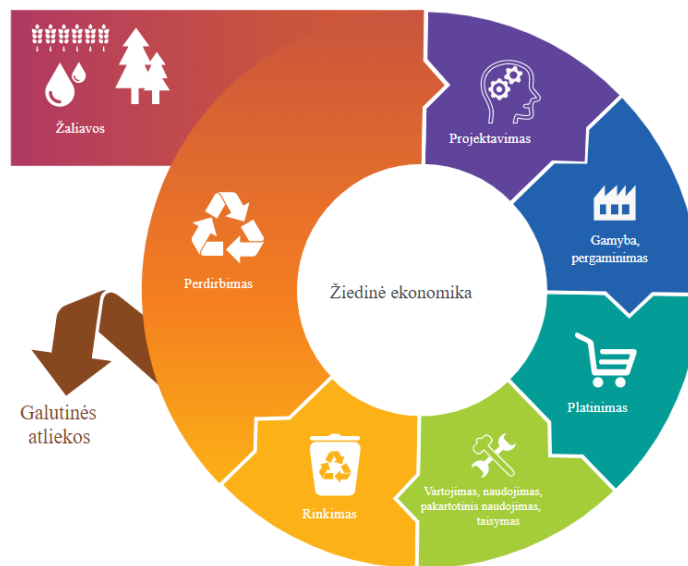 Žaliavos
Projektavimas
Gamyba,
pergaminimas
Platinimas
Vartojimas, naudojimas,
pakartotinis naudojimas,
taisymas
Rinkimas
Perdirbimas
Galutinės
atliekos
Žiedinė ekonomika